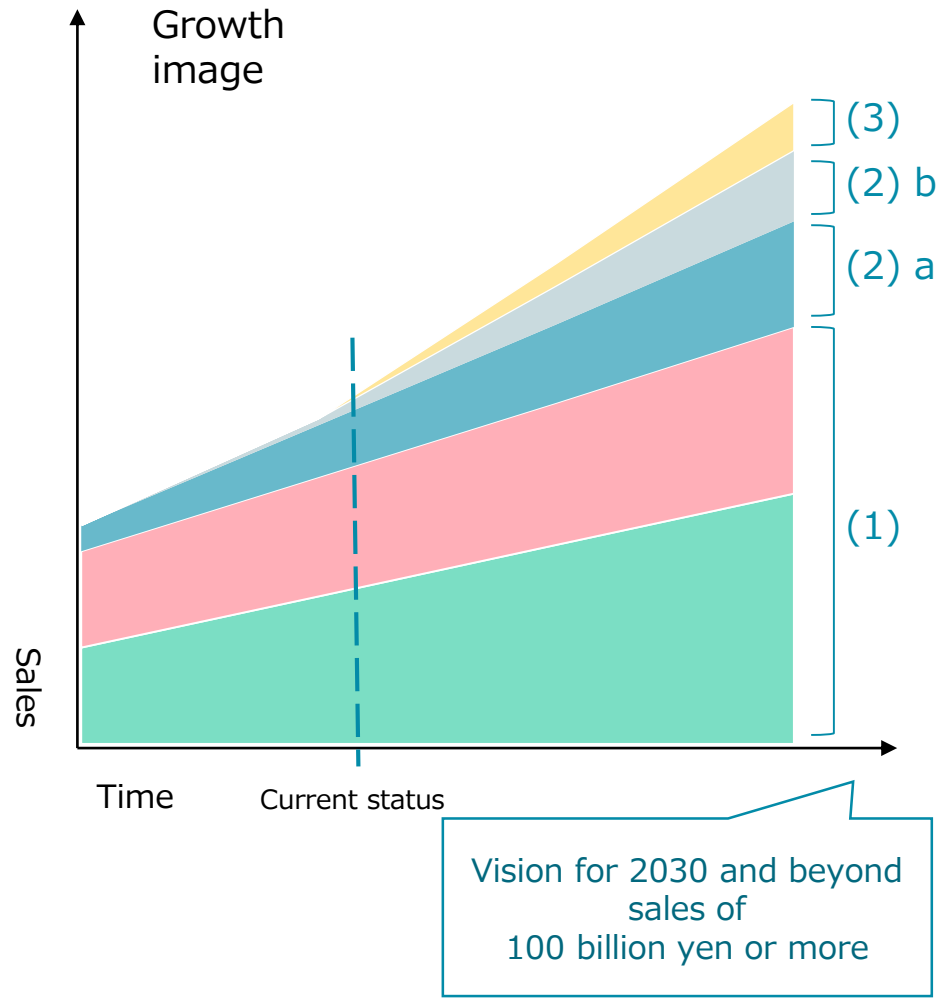 Growth
image
(3)
(2) b
(2) a
(1)
Sales
Time
Current status
Vision for 2030 and beyond
sales of
100 billion yen or more